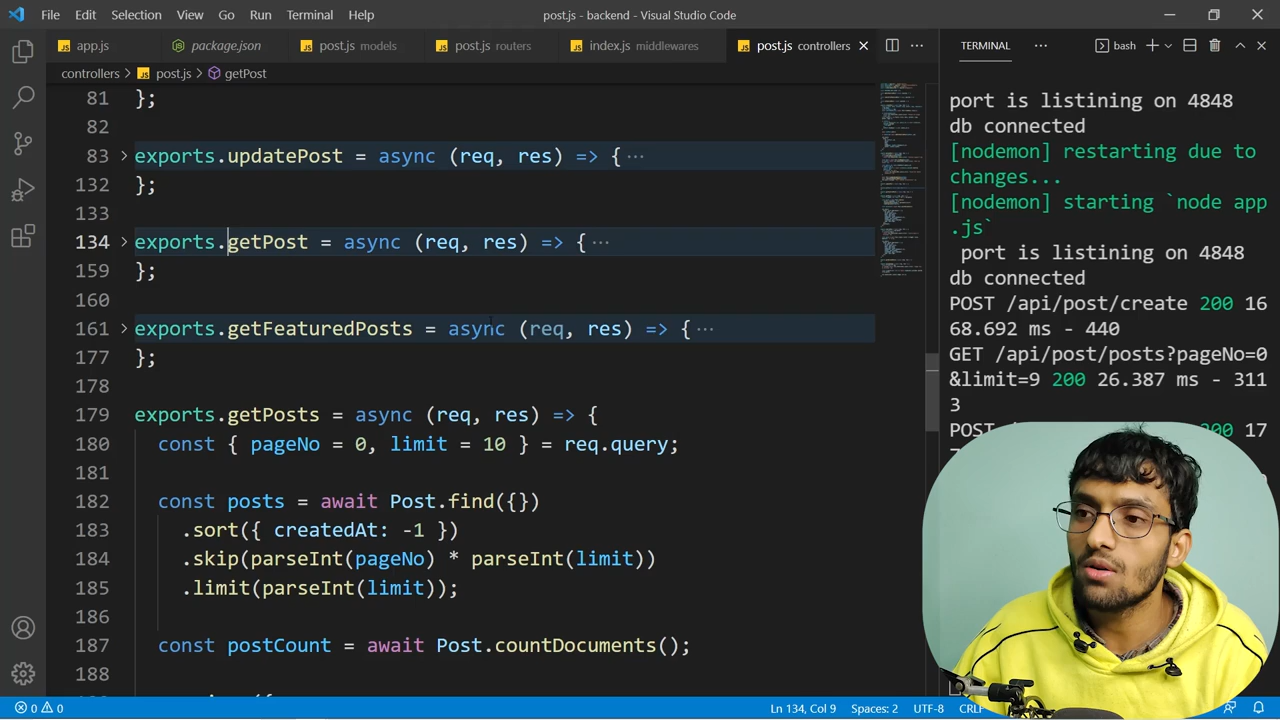 File Edit Selection View Go Run Terminal Help
post.js - backend - Visual Studio Code
app.js
package.json
post.js models
post.js routers
index.js middlewares
post.js controllers
controllers > post.js > getPost
81 };
82
83 exports.updatePost = async (req, res) => { ...
132 };
133
134 exports.getPost = async (req, res) => { ...
159 };
160
161 exports.getFeaturedPosts = async (req, res) => { ...
177 };
178
179 exports.getPosts = async (req, res) => {
180 const { pageNo = 0, limit = 10 } = req.query;
181
182 const posts = await Post.find({})
183 .sort({ createdAt: -1 })
184 .skip(parseInt(pageNo) * parseInt(limit))
185 .limit(parseInt(limit));
186
187 const postCount = await Post.countDocuments();
188
TERMINAL
bash
port is listining on 4848
db connected
[nodemon] restarting due to
changes...
[nodemon] starting `node app
.js`
port is listining on 4848
db connected
POST /api/post/create 200 16
68.692 ms - 440
GET /api/post/posts?pageNo=0
&limit=9 200 26.387 ms - 311
3
POST 200 17
0 0
Ln 134, Col 9
Spaces: 2
UTF-8
CRLF